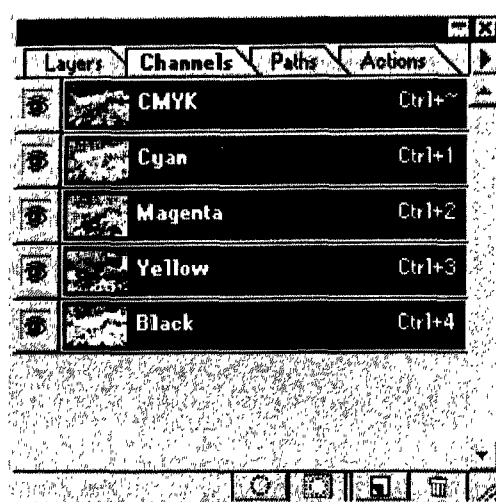 Layers Channels Paths Actions
CMYK Ctrl+~
Cyan Ctrl+1
Magenta Ctrl+2
Yellow Ctrl+3
Black Ctrl+4